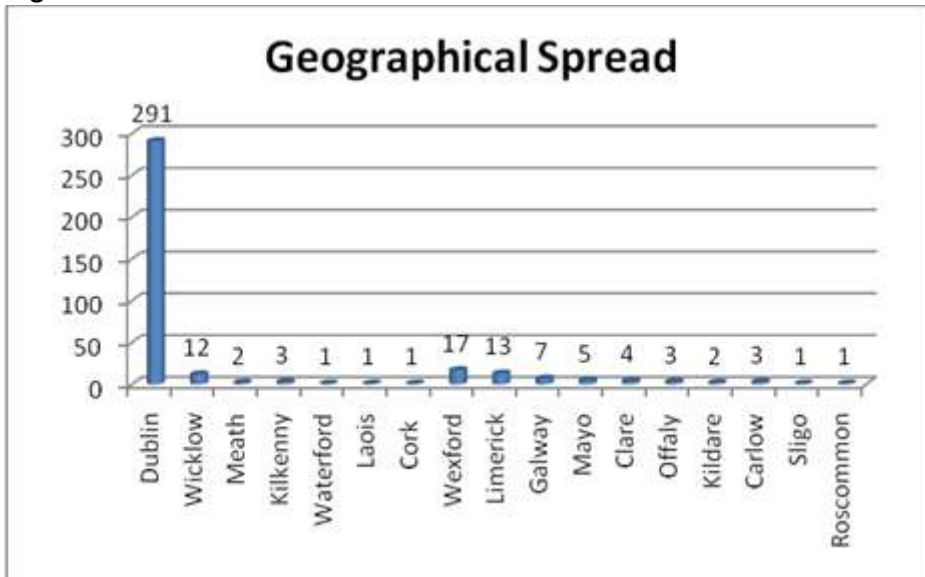 Geographical Spread
291
300
250
200
150
100
50
0
12
2
3
1
1
1
17
13
7
5
4
3
2
3
1
1
Dublin
Wicklow
Meath
Kilkenny
Waterford
Laois
Cork
Wexford
Limerick
Galway
Mayo
Clare
Offaly
Kildare
Carlow
Sligo
Roscommon